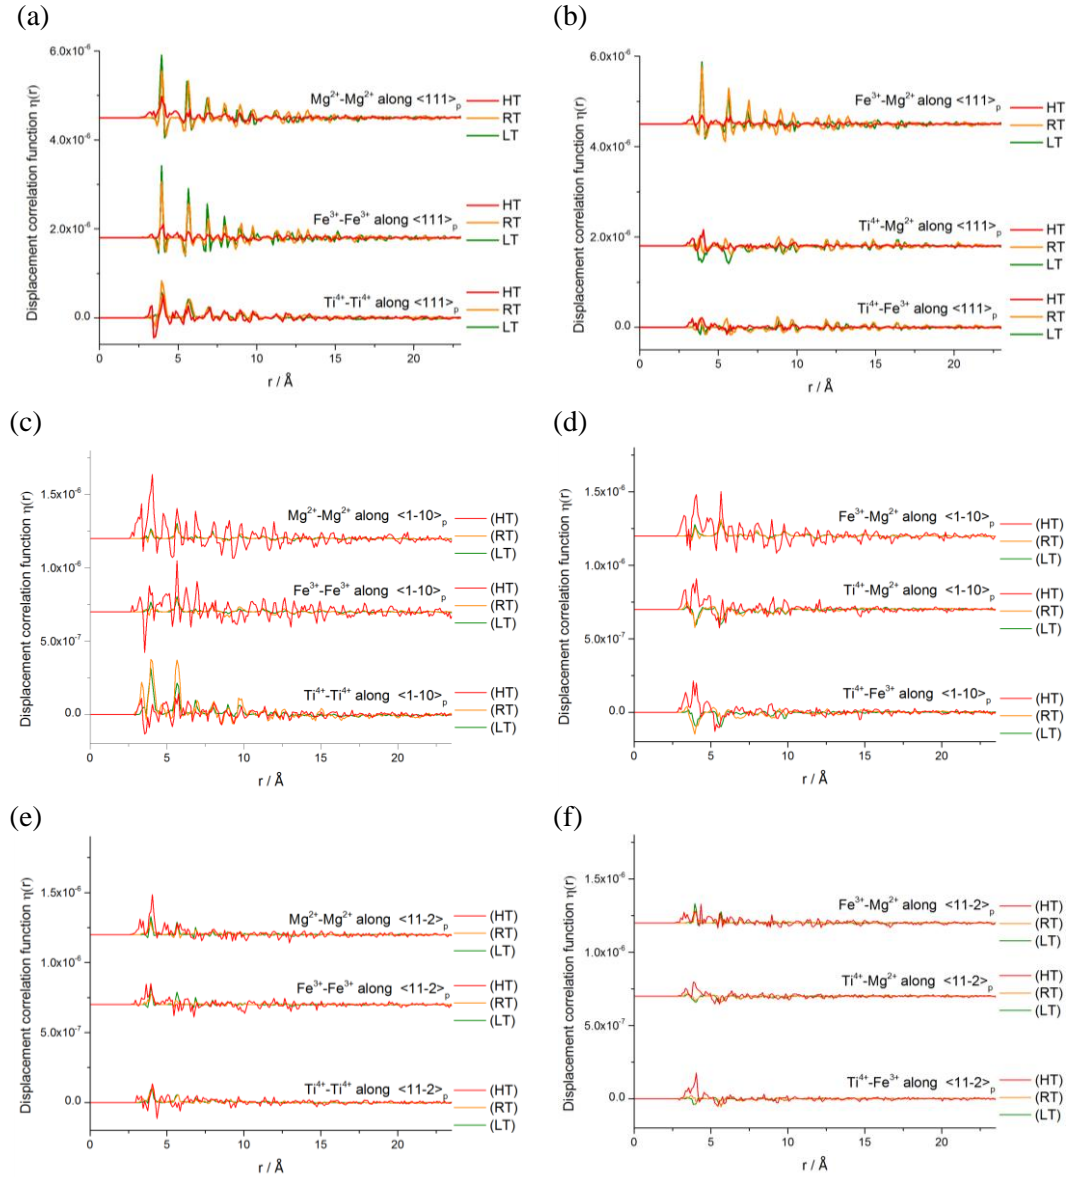 (a)
6.0x10⁻⁶
4.0x10⁻⁶
2.0x10⁻⁶
0.0
Displacement correlation function η(r)
Mg²⁺-Mg²⁺ along <111>ₚ
HT
RT
LT
Fe³⁺-Fe³⁺ along <111>ₚ
HT
RT
LT
Ti⁴⁺-Ti⁴⁺ along <111>ₚ
HT
RT
LT
0 5 10 15 20
r / Å
(b)
6.0x10⁻⁶
4.0x10⁻⁶
2.0x10⁻⁶
0.0
Displacement correlation function η(r)
Fe³⁺-Mg²⁺ along <111>ₚ
HT
RT
LT
Ti⁴⁺-Mg²⁺ along <111>ₚ
HT
RT
LT
Ti⁴⁺-Fe³⁺ along <111>ₚ
HT
RT
LT
0 5 10 15 20
r / Å
(c)
1.5x10⁻⁶
1.0x10⁻⁶
5.0x10⁻⁷
0.0
Displacement correlation function η(r)
Mg²⁺-Mg²⁺ along <1-10>ₚ
(HT)
(RT)
(LT)
Fe³⁺-Fe³⁺ along <1-10>ₚ
(HT)
(RT)
(LT)
Ti⁴⁺-Ti⁴⁺ along <1-10>ₚ
(HT)
(RT)
(LT)
0 5 10 15 20
r / Å
(d)
1.5x10⁻⁶
1.0x10⁻⁶
5.0x10⁻⁷
0.0
Displacement correlation function η(r)
Fe³⁺-Mg²⁺ along <1-10>ₚ
(HT)
(RT)
(LT)
Ti⁴⁺-Mg²⁺ along <1-10>ₚ
(HT)
(RT)
(LT)
Ti⁴⁺-Fe³⁺ along <1-10>ₚ
(HT)
(RT)
(LT)
0 5 10 15 20
r / Å
(e)
1.5x10⁻⁶
1.0x10⁻⁶
5.0x10⁻⁷
0.0
Displacement correlation function η(r)
Mg²⁺-Mg²⁺ along <11-2>ₚ
(HT)
(RT)
(LT)
Fe³⁺-Fe³⁺ along <11-2>ₚ
(HT)
(RT)
(LT)
Ti⁴⁺-Ti⁴⁺ along <11-2>ₚ
(HT)
(RT)
(LT)
0 5 10 15 20
r / Å
(f)
1.5x10⁻⁶
1.0x10⁻⁶
5.0x10⁻⁷
0.0
Displacement correlation function η(r)
Fe³⁺-Mg²⁺ along <11-2>ₚ
(HT)
(RT)
(LT)
Ti⁴⁺-Mg²⁺ along <11-2>ₚ
(HT)
(RT)
(LT)
Ti⁴⁺-Fe³⁺ along <11-2>ₚ
(HT)
(RT)
(LT)
0 5 10 15 20
r / Å